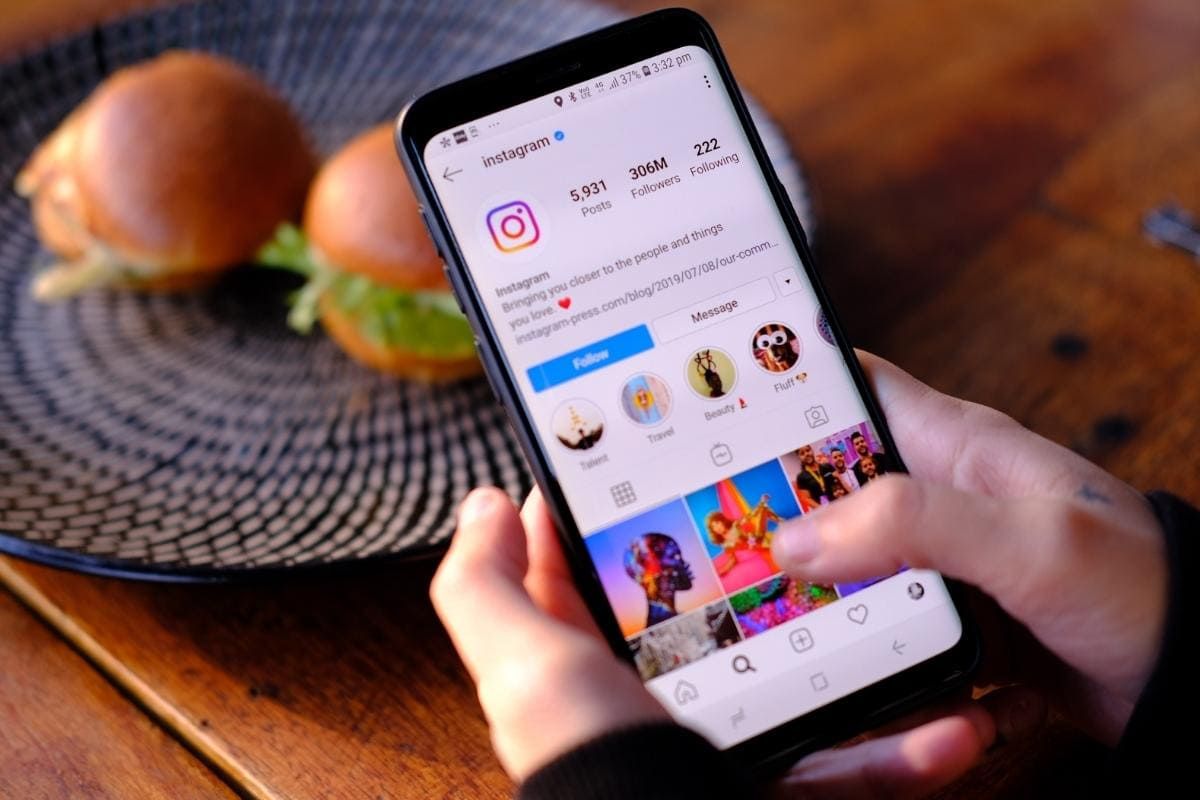 37% 3:32 pm
instagram
5,931 306M 222
Posts Followers Following
Instagram
Bringing you closer to the people and things
you love. ❤️
instagram-press.com/blog/2019/07/08/our-comm...
Follow Message
Talent Travel Beauty Fluff